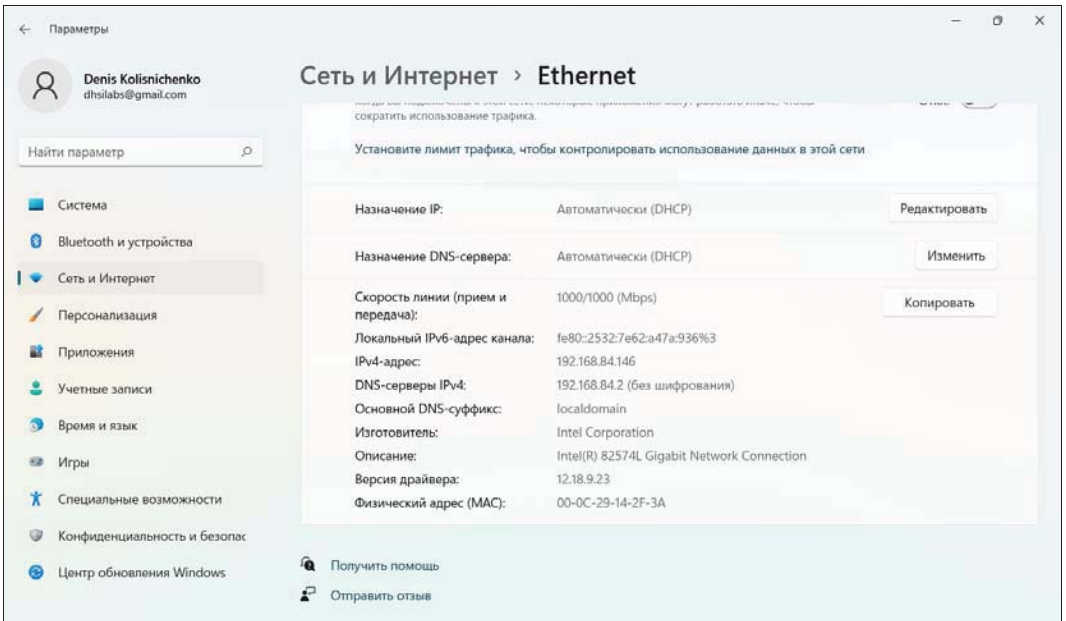 Параметры
Denis Kolisnichenko
dhsilabs@gmail.com
Найти параметр
Система
Bluetooth и устройства
Сеть и Интернет
Персонализация
Приложения
Учетные записи
Время и язык
Игры
Специальные возможности
Конфиденциальность и безопас
Центр обновления Windows
Сеть и Интернет > Ethernet
сократить использование трафика.
Установите лимит трафика, чтобы контролировать использование данных в этой сети
Назначение IP: Автоматически (DHCP) Редактировать
Назначение DNS-сервера: Автоматически (DHCP) Изменить
Скорость линии (прием и 1000/1000 (Mbps) Копировать
передача):
Локальный IPv6-адрес канала: fe80::2532:7e62:a47a:936%3
IPv4-адрес: 192.168.84.146
DNS-серверы IPv4: 192.168.84.2 (без шифрования)
Основной DNS-суффикс: localdomain
Изготовитель: Intel Corporation
Описание: Intel(R) 82574L Gigabit Network Connection
Версия драйвера: 12.18.9.23
Физический адрес (MAC): 00-0C-29-14-2F-3A
Получить помощь
Отправить отзыв